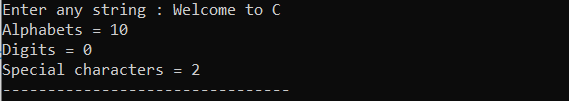 Enter any string : Welcome to C
Alphabets = 10
Digits = 0
Special characters = 2
--------------------------------